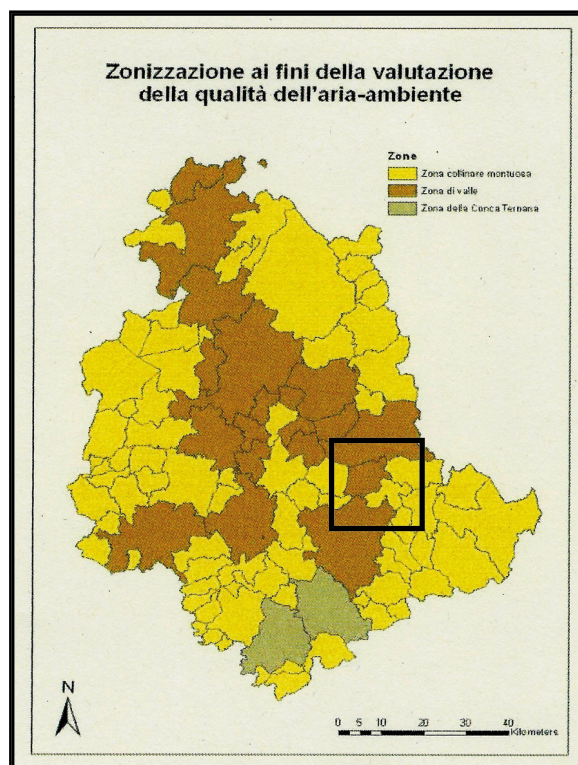 Zonizzazione ai fini della valutazione
della qualità dell'aria-ambiente
Zone
Zona collinare montuosa
Zona di valle
Zona della Conca Ternana
N
0 5 10 20 30 40
Kilometers